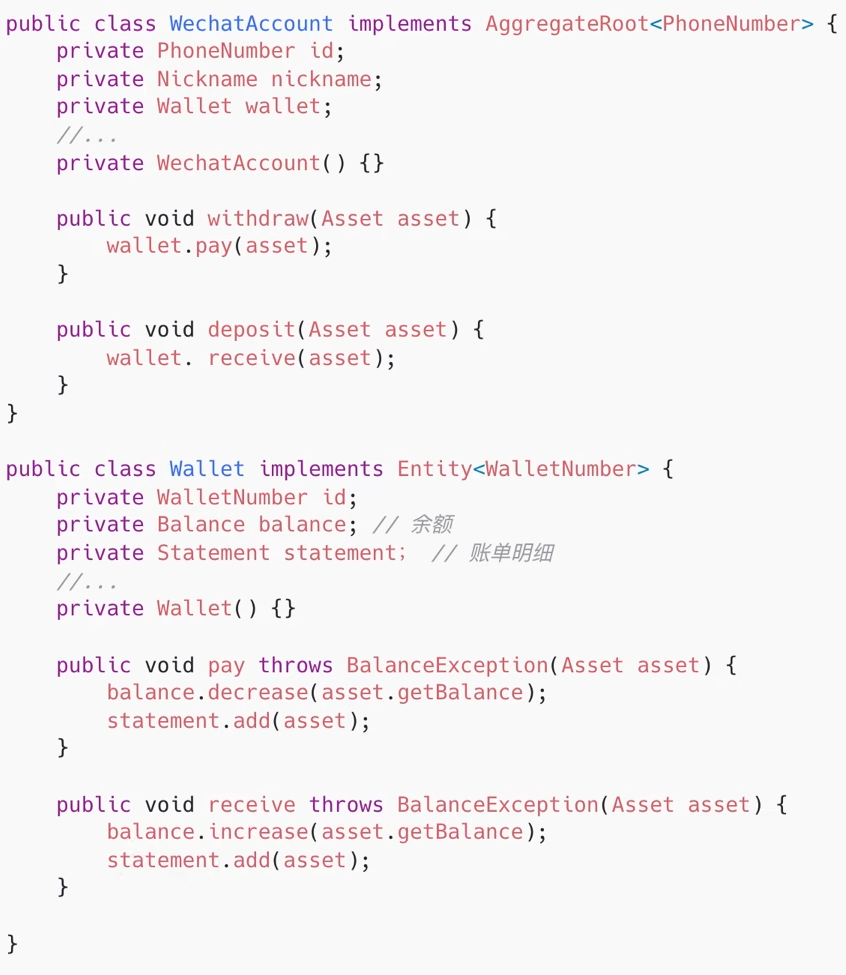 public class WechatAccount implements AggregateRoot<PhoneNumber> {
    private PhoneNumber id;
    private Nickname nickname;
    private Wallet wallet;
    //...
    private WechatAccount() {}

    public void withdraw(Asset asset) {
        wallet.pay(asset);
    }

    public void deposit(Asset asset) {
        wallet. receive(asset);
    }
}

public class Wallet implements Entity<WalletNumber> {
    private WalletNumber id;
    private Balance balance; // 余额
    private Statement statement； // 账单明细
    //...
    private Wallet() {}

    public void pay throws BalanceException(Asset asset) {
        balance.decrease(asset.getBalance);
        statement.add(asset);
    }

    public void receive throws BalanceException(Asset asset) {
        balance.increase(asset.getBalance);
        statement.add(asset);
    }

}